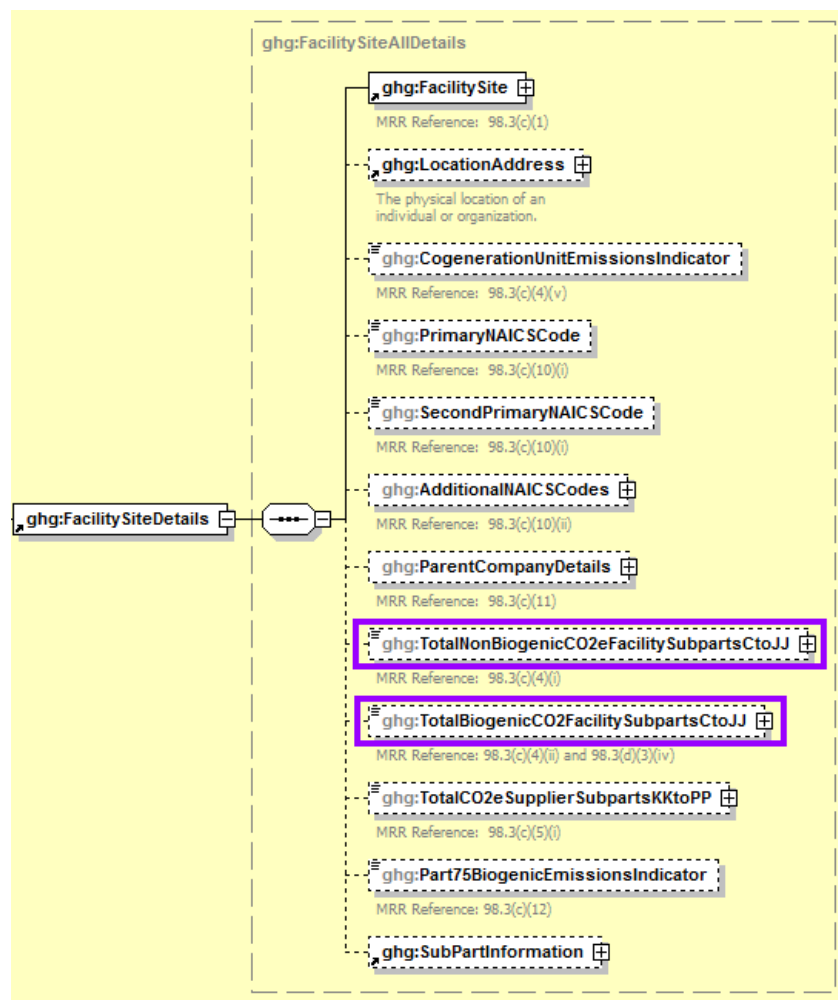 ghg:FacilitySiteAllDetails
ghg:FacilitySite
MRR Reference: 98.3(c)(1)
ghg:LocationAddress
The physical location of an
individual or organization.
ghg:CogenerationUnitEmissionsIndicator
MRR Reference: 98.3(c)(4)(v)
ghg:PrimaryNAICSCode
MRR Reference: 98.3(c)(10)(i)
ghg:SecondPrimaryNAICSCode
MRR Reference: 98.3(c)(10)(i)
ghg:AdditionalNAICSCodes
MRR Reference: 98.3(c)(10)(ii)
ghg:FacilitySiteDetails
ghg:ParentCompanyDetails
MRR Reference: 98.3(c)(11)
ghg:TotalNonBiogenicCO2eFacilitySubpartsCtoJJ
MRR Reference: 98.3(c)(4)(i)
ghg:TotalBiogenicCO2FacilitySubpartsCtoJJ
MRR Reference: 98.3(c)(4)(ii) and 98.3(d)(3)(iv)
ghg:TotalCO2eSupplierSubpartsKKtoPP
MRR Reference: 98.3(c)(5)(i)
ghg:Part75BiogenicEmissionsIndicator
MRR Reference: 98.3(c)(12)
ghg:SubPartInformation